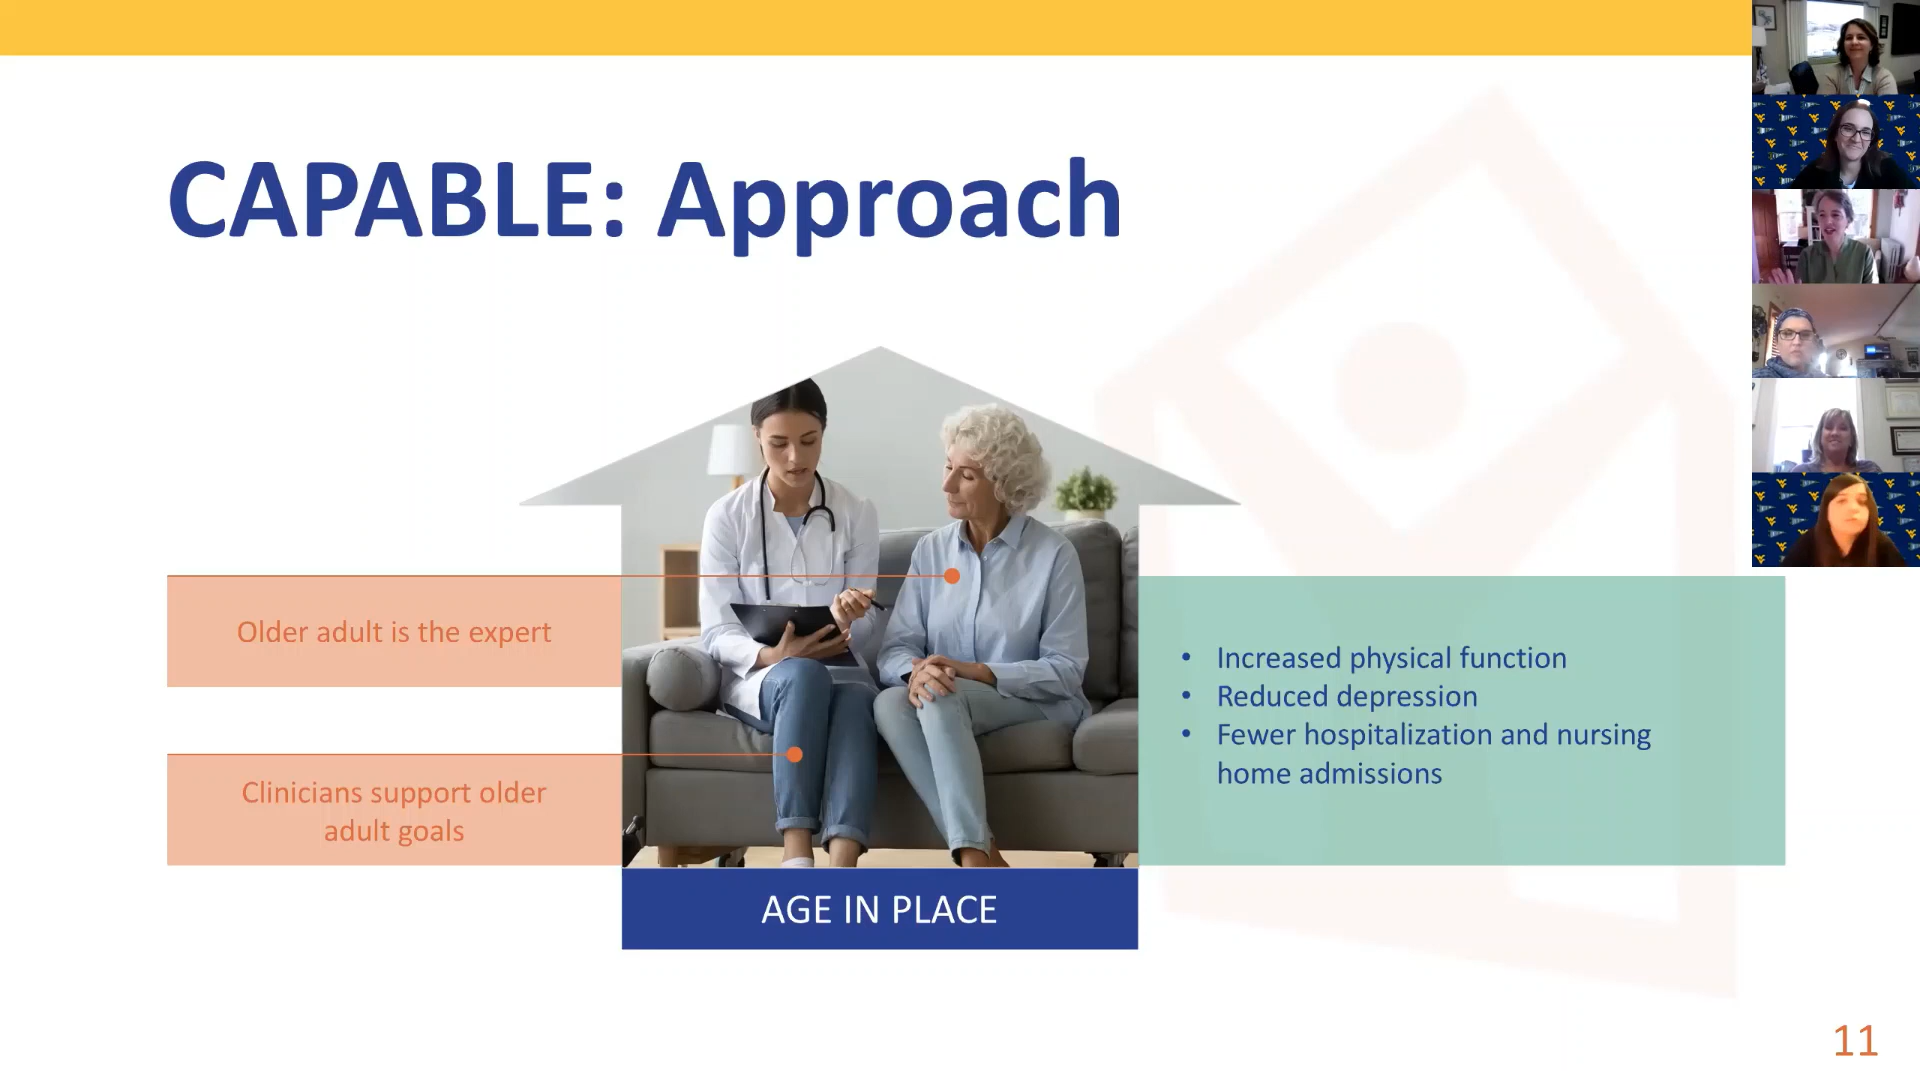 CAPABLE: Approach
Older adult is the expert
Clinicians support older
adult goals
• Increased physical function
• Reduced depression
• Fewer hospitalization and nursing
home admissions
AGE IN PLACE
11